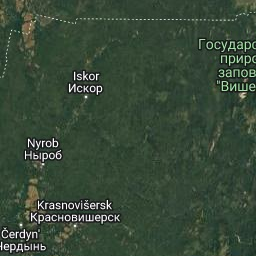 Государс
приро
запов
"Више
Iskor
Искор
Nyrob
Ныроб
Krasnovišersk
Красновишерск
Čerdyn'
Чердынь